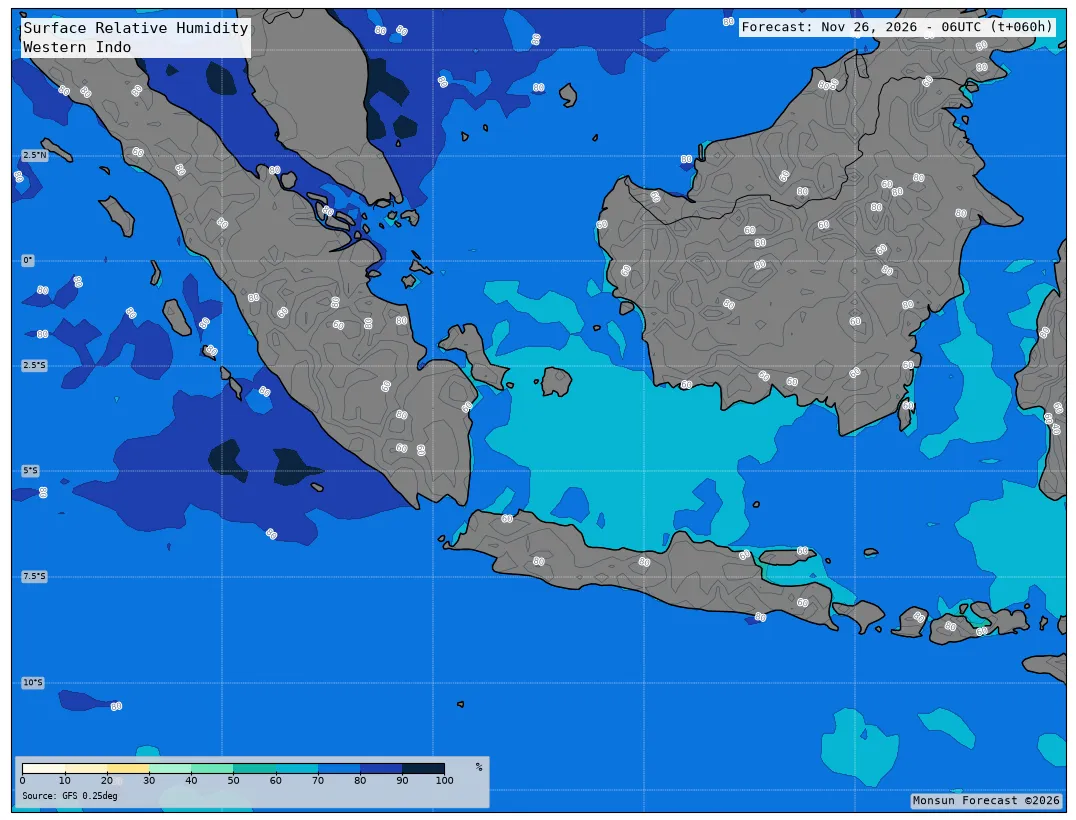 Surface Relative Humidity
Western Indo
Forecast: Nov 26, 2026 - 06UTC (t+060h)
2.5°N
0°
2.5°S
5°S
7.5°S
10°S
0 10 20 30 40 50 60 70 80 90 100 %
Source: GFS 0.25deg
Monsun Forecast ©2026